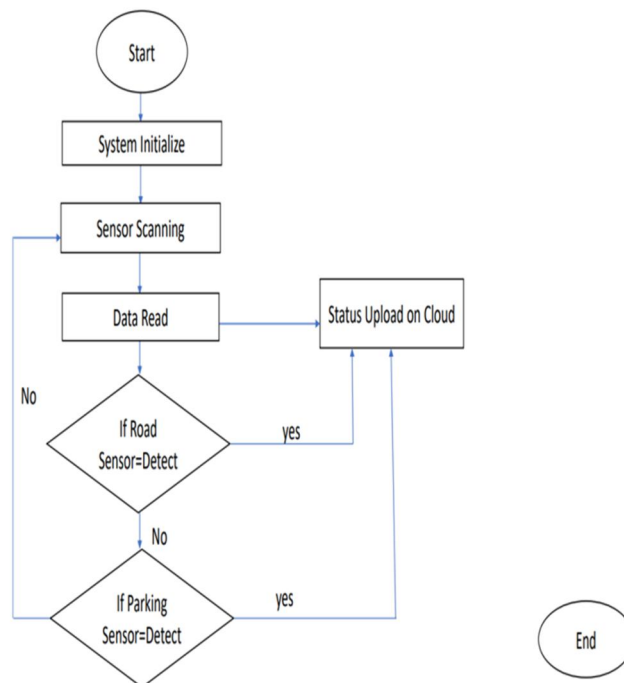 Start
System Initialize
Sensor Scanning
Data Read
Status Upload on Cloud
No
If Road
Sensor=Detect
yes
No
If Parking
Sensor=Detect
yes
End